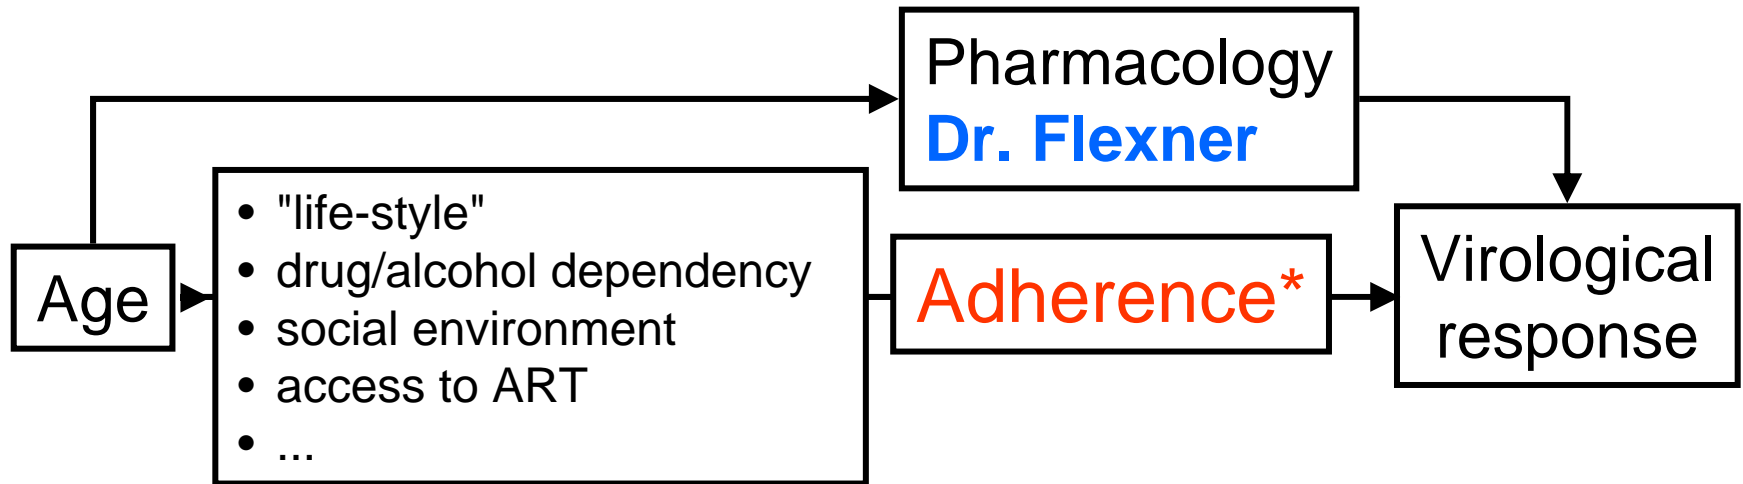 Pharmacology
Dr. Flexner
Age
• "life-style"
• drug/alcohol dependency
• social environment
• access to ART
• ...
Adherence*
Virological
response